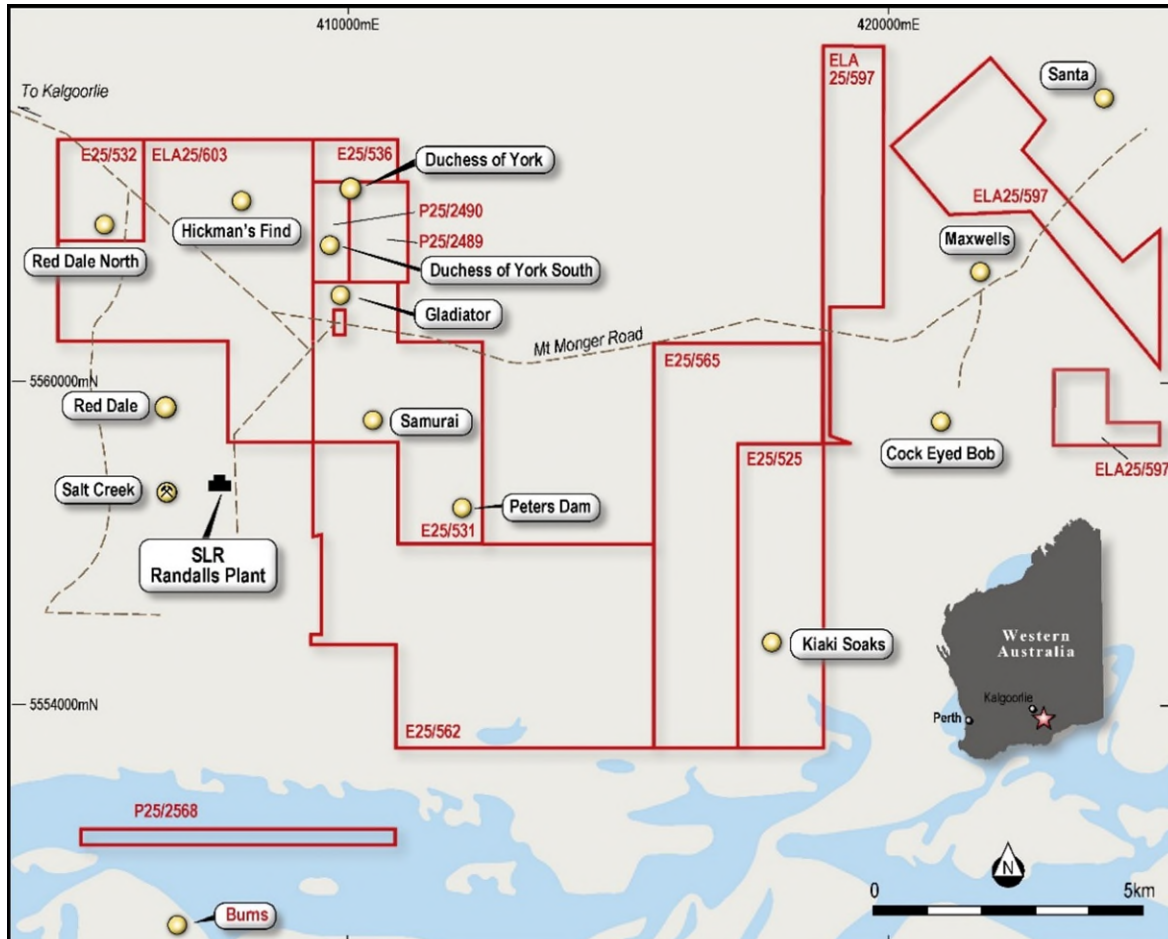 410000mE
420000mE
To Kalgoorlie
ELA
25/597
Santa
E25/532
ELA25/603
E25/536
Duchess of York
P25/2490
P25/2489
ELA25/597
Hickman's Find
Red Dale North
Duchess of York South
Maxwells
Gladiator
Mt Monger Road
E25/565
5560000mN
Red Dale
Samurai
E25/525
Cock Eyed Bob
ELA25/597
Salt Creek
Peters Dam
E25/531
SLR
Randalls Plant
Kiaki Soaks
Western
Australia
Kalgoorlie
Perth
5554000mN
E25/562
P25/2568
N
0
5km
Bums